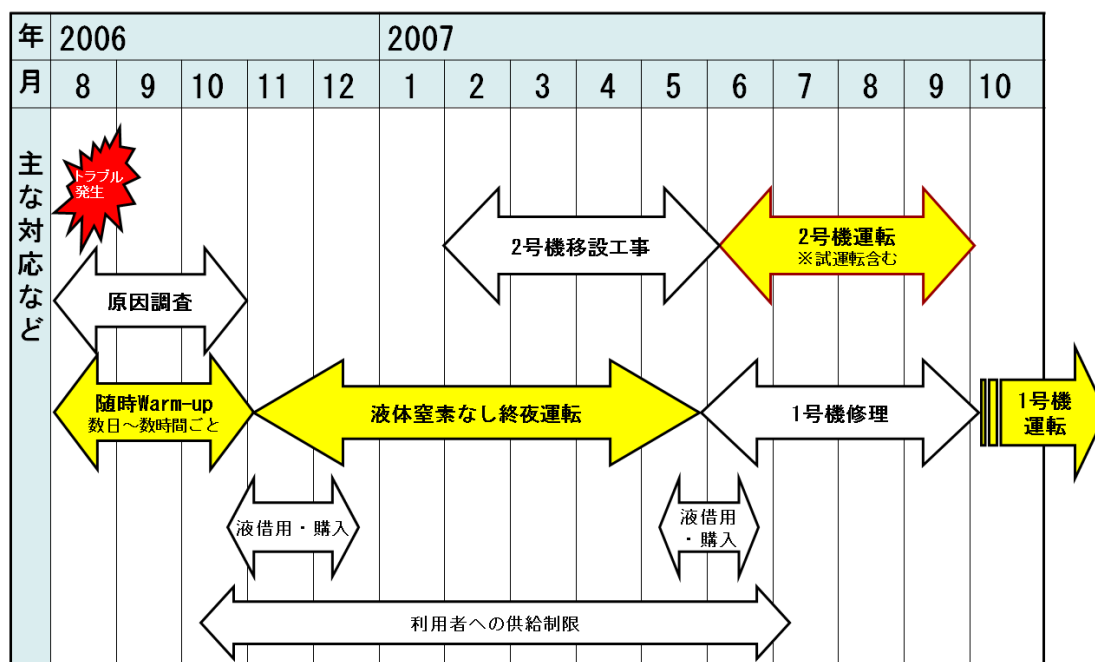 年 2006 2007
月 8 9 10 11 12 1 2 3 4 5 6 7 8 9 10
主な対応など
トラブル
発生
2号機移設工事
2号機運転
※試運転含む
原因調査
随時Warm-up
数日～数時間ごと
液体窒素なし終夜運転
1号機修理
1号機
運転
液借用・購入
液借用
・購入
利用者への供給制限